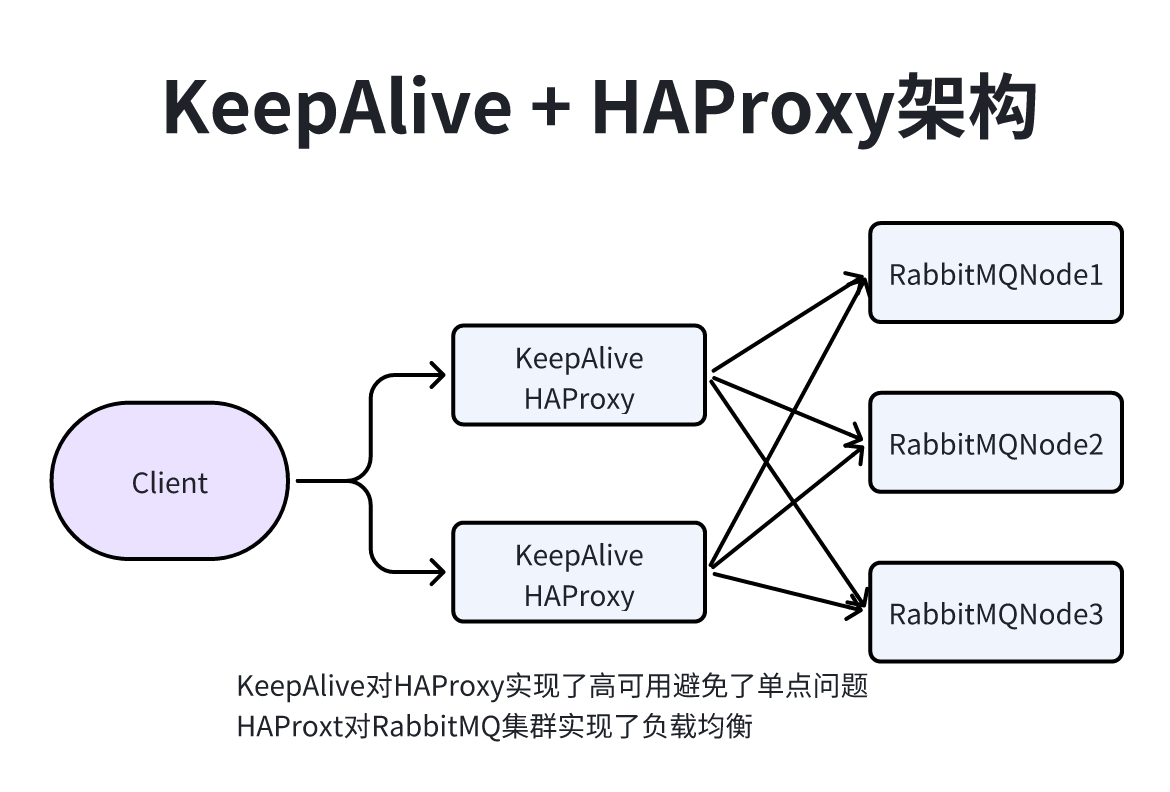 KeepAlive + HAProxy架构
RabbitMQNode1
KeepAlive
HAProxy
RabbitMQNode2
Client
KeepAlive
HAProxy
RabbitMQNode3
KeepAlive对HAProxy实现了高可用避免了单点问题
HAProxt对RabbitMQ集群实现了负载均衡